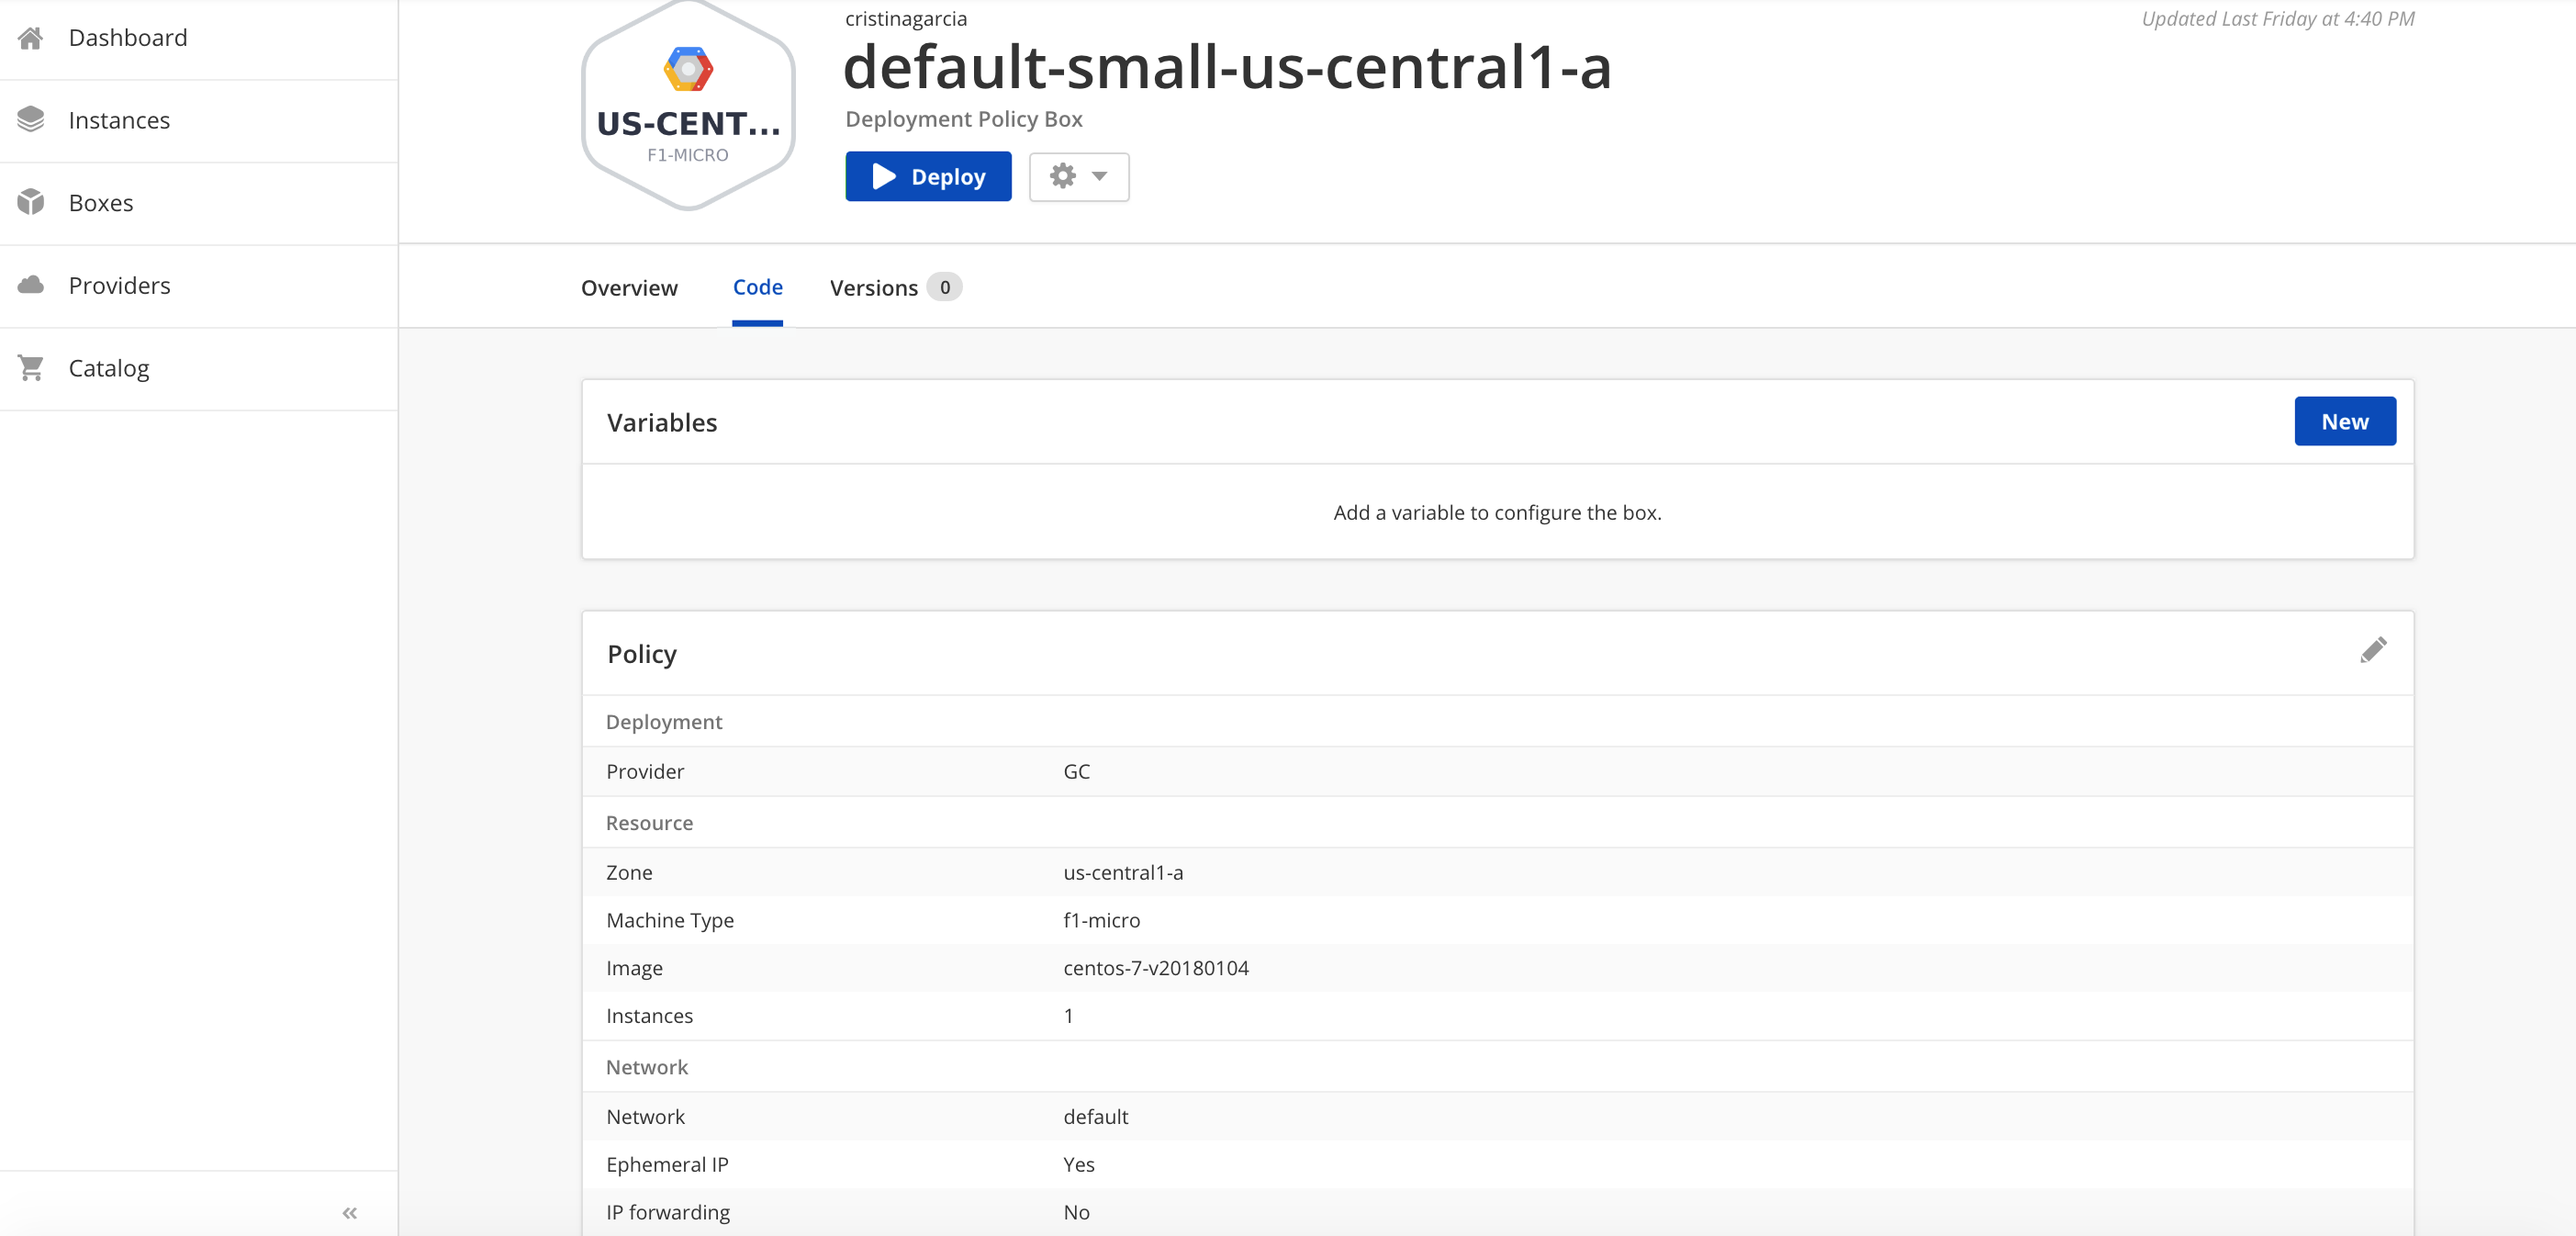 Dashboard
Instances
Boxes
Providers
Catalog
«
US-CENT...
F1-MICRO
cristinagarcia
Updated Last Friday at 4:40 PM
default-small-us-central1-a
Deployment Policy Box
Deploy
Overview Code Versions 0
Variables New
Add a variable to configure the box.
Policy
Deployment
Provider GC
Resource
Zone us-central1-a
Machine Type f1-micro
Image centos-7-v20180104
Instances 1
Network
Network default
Ephemeral IP Yes
IP forwarding No